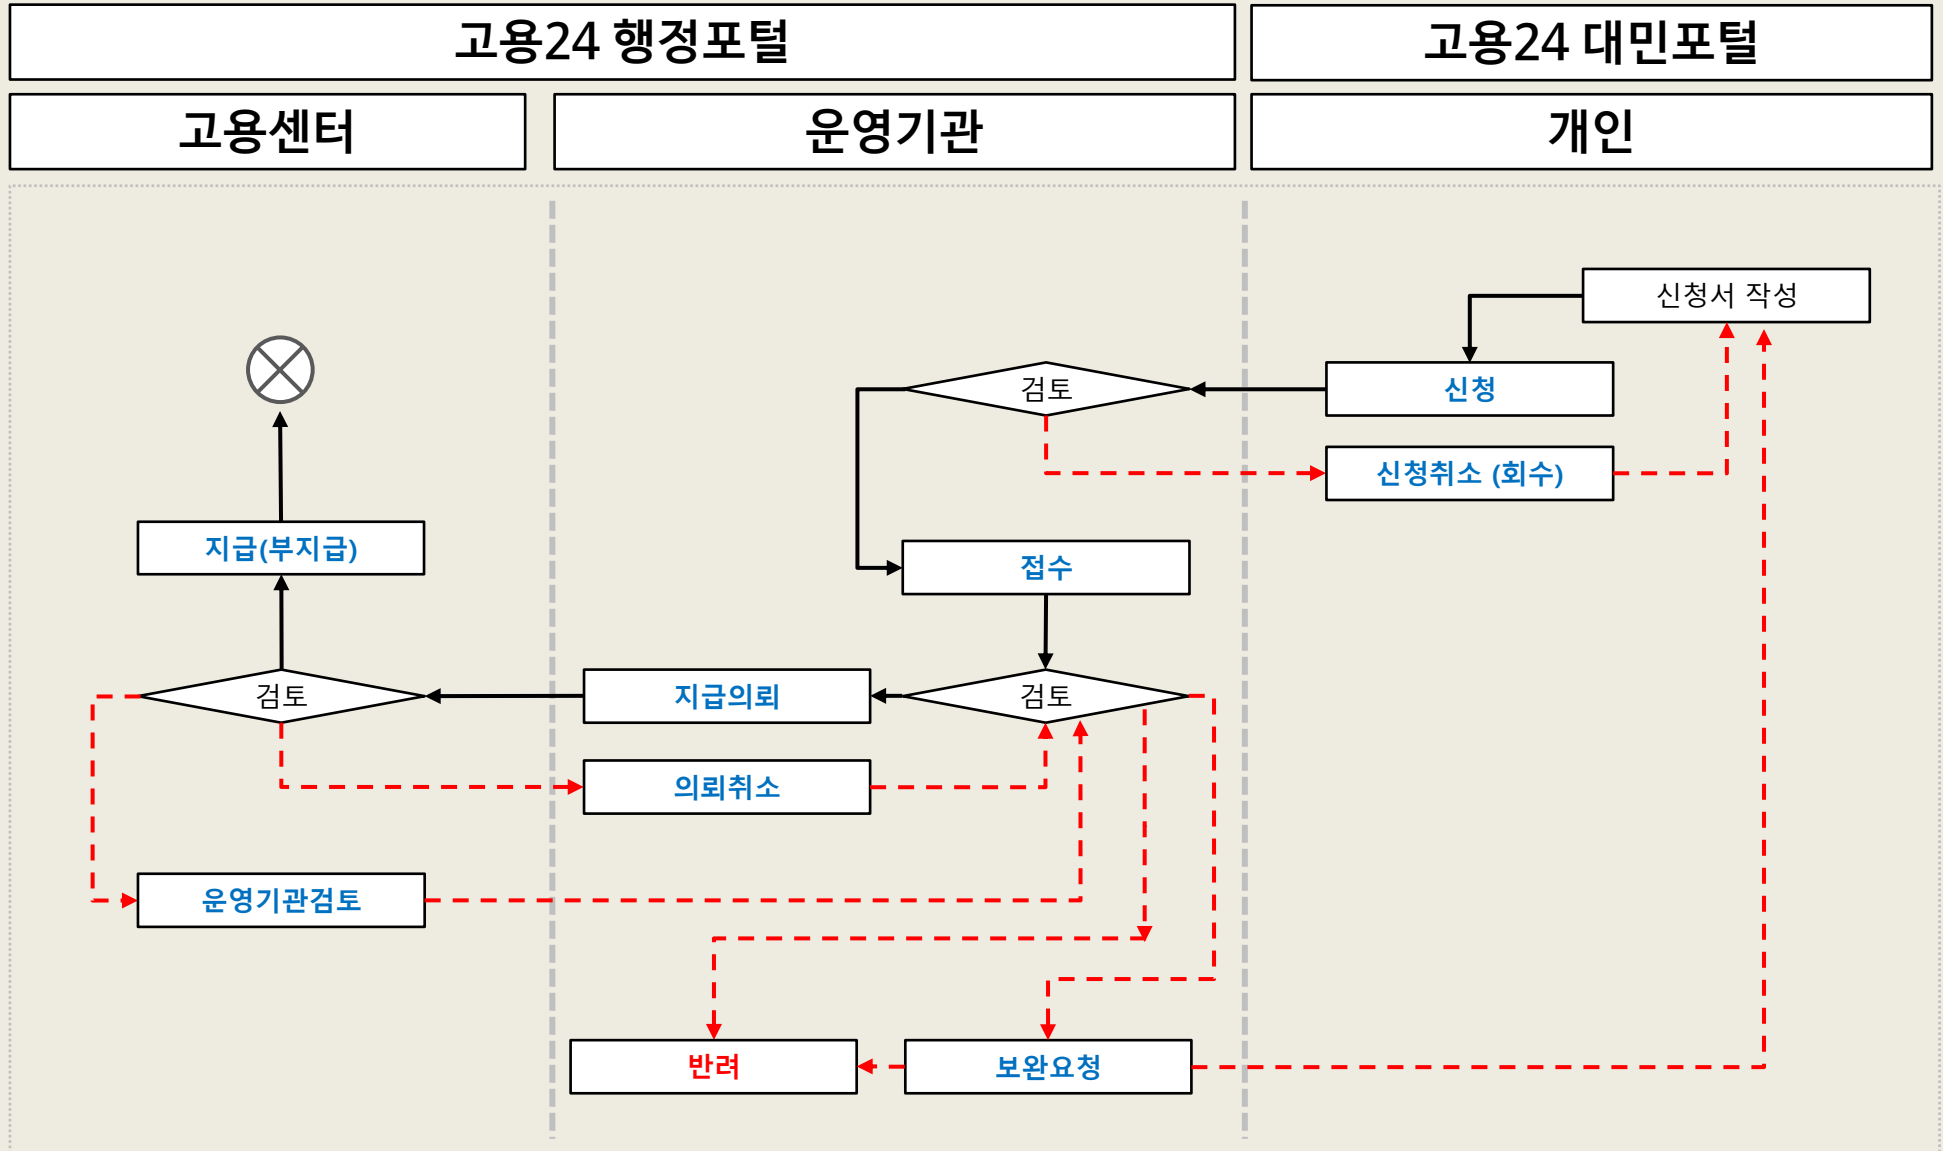 고용24 행정포털
고용24 대민포털
고용센터
운영기관
개인
신청서 작성
검토
신청
신청취소 (회수)
지급(부지급)
접수
검토
지급의뢰
검토
의뢰취소
운영기관검토
반려
보완요청